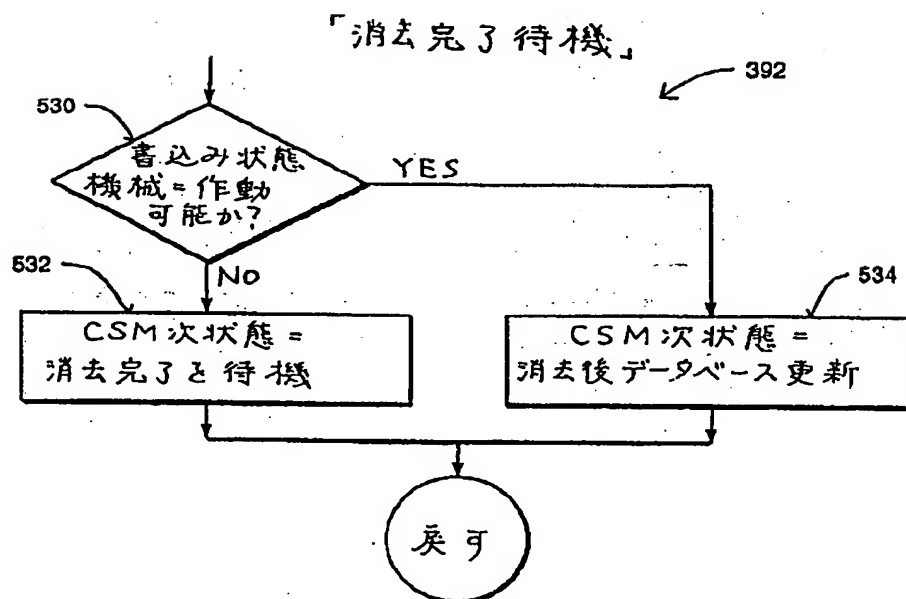 「消去完了待機」
392
530
書込み状態
機械=作動
可能か?
YES
NO
532
CSM次状態=
消去完了を待機
534
CSM次状態=
消去後データベース更新
戻す